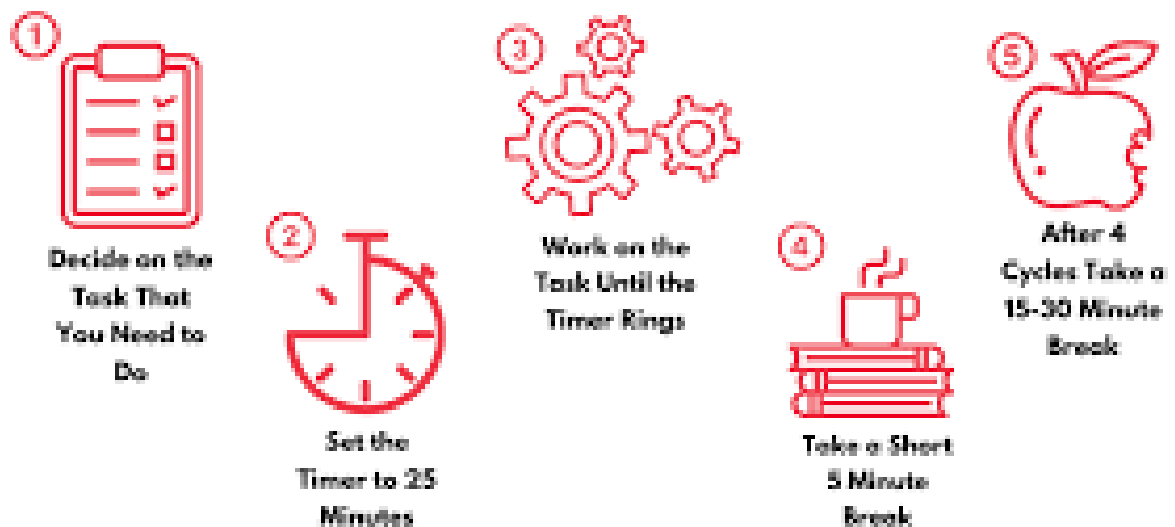 1
Decide on the
Task That
You Need to
Do
2
Set the
Timer to 25
Minutes
3
Work on the
Task Until the
Timer Rings
4
Take a Short
5 Minute
Break
5
After 4
Cycles Take a
15-30 Minute
Break